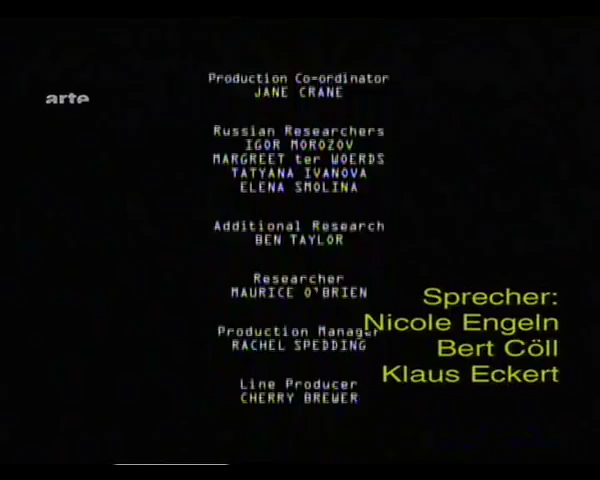 arte
Production Co-ordinator
JANE CRANE
Russian Researchers
IGOR MOROZOV
MARGREET ter WOERDS
TATYANA IVANOVA
ELENA SMOLINA
Additional Research
BEN TAYLOR
Researcher
MAURICE O'BRIEN
Production Manager
RACHEL SPEDDING
Line Producer
CHERRY BREWER
Sprecher:
Nicole Engeln
Bert Cöll
Klaus Eckert